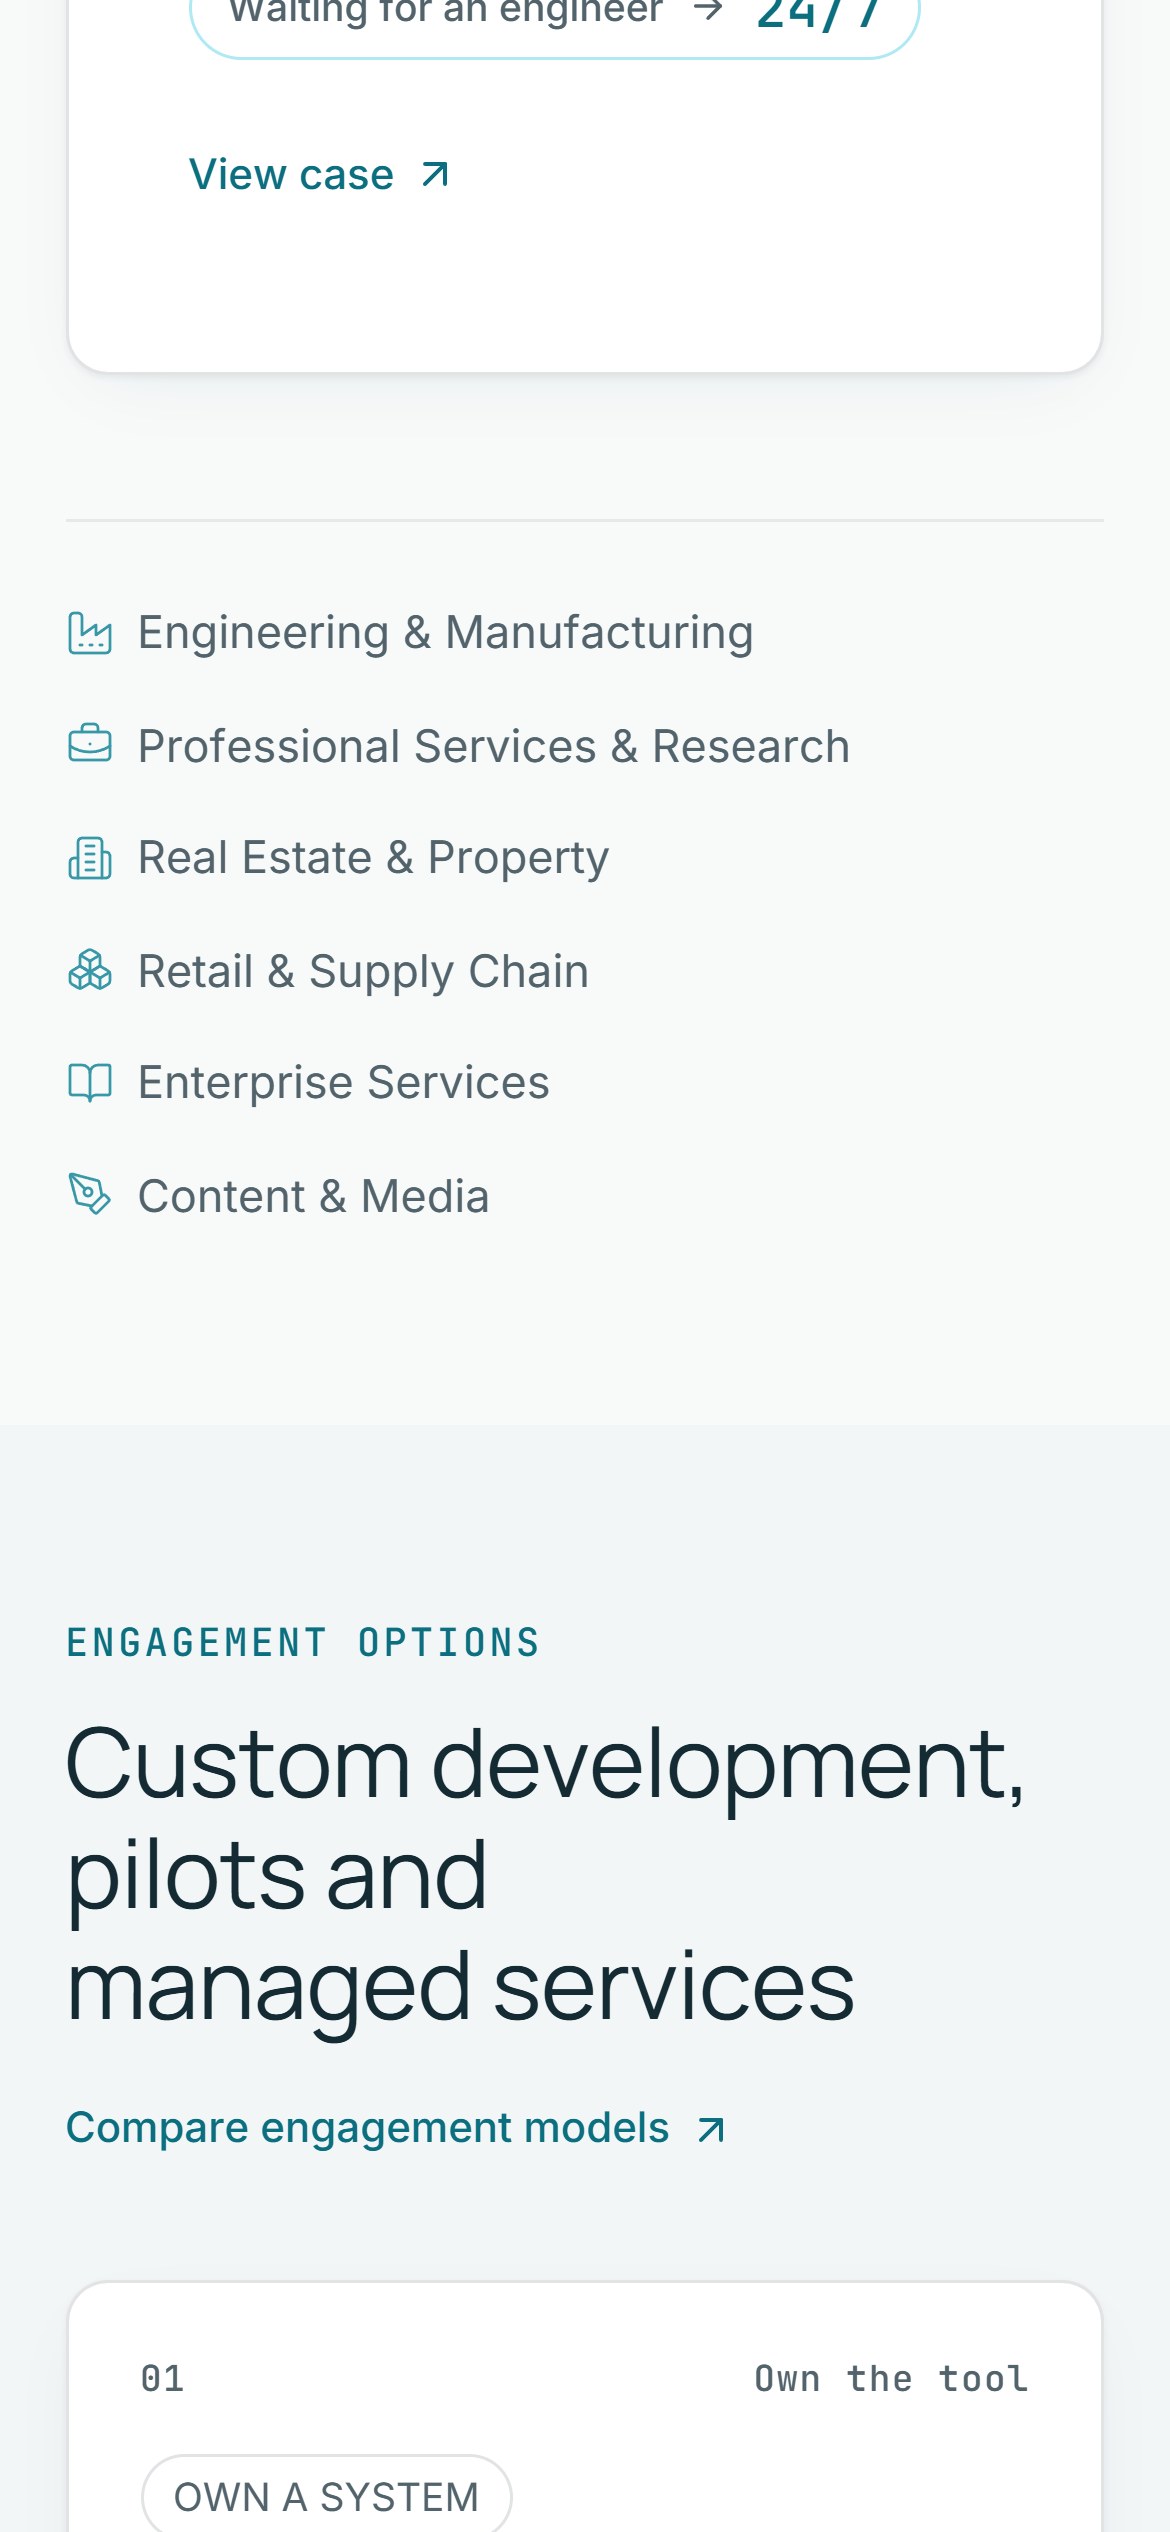 Waiting for an engineer → 24/7
View case ↗
Engineering & Manufacturing
Professional Services & Research
Real Estate & Property
Retail & Supply Chain
Enterprise Services
Content & Media
ENGAGEMENT OPTIONS
Custom development,
pilots and
managed services
Compare engagement models ↗
01 Own the tool
OWN A SYSTEM